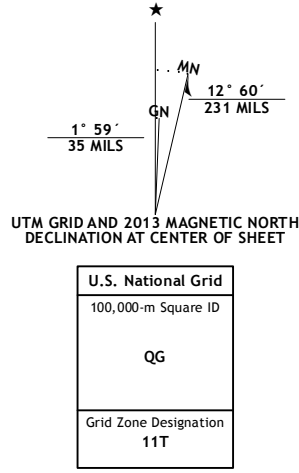 ★
MN
GN
12° 60´
231 MILS
1° 59´
35 MILS
UTM GRID AND 2013 MAGNETIC NORTH
DECLINATION AT CENTER OF SHEET
U.S. National Grid
100,000-m Square ID
QG
Grid Zone Designation
11T